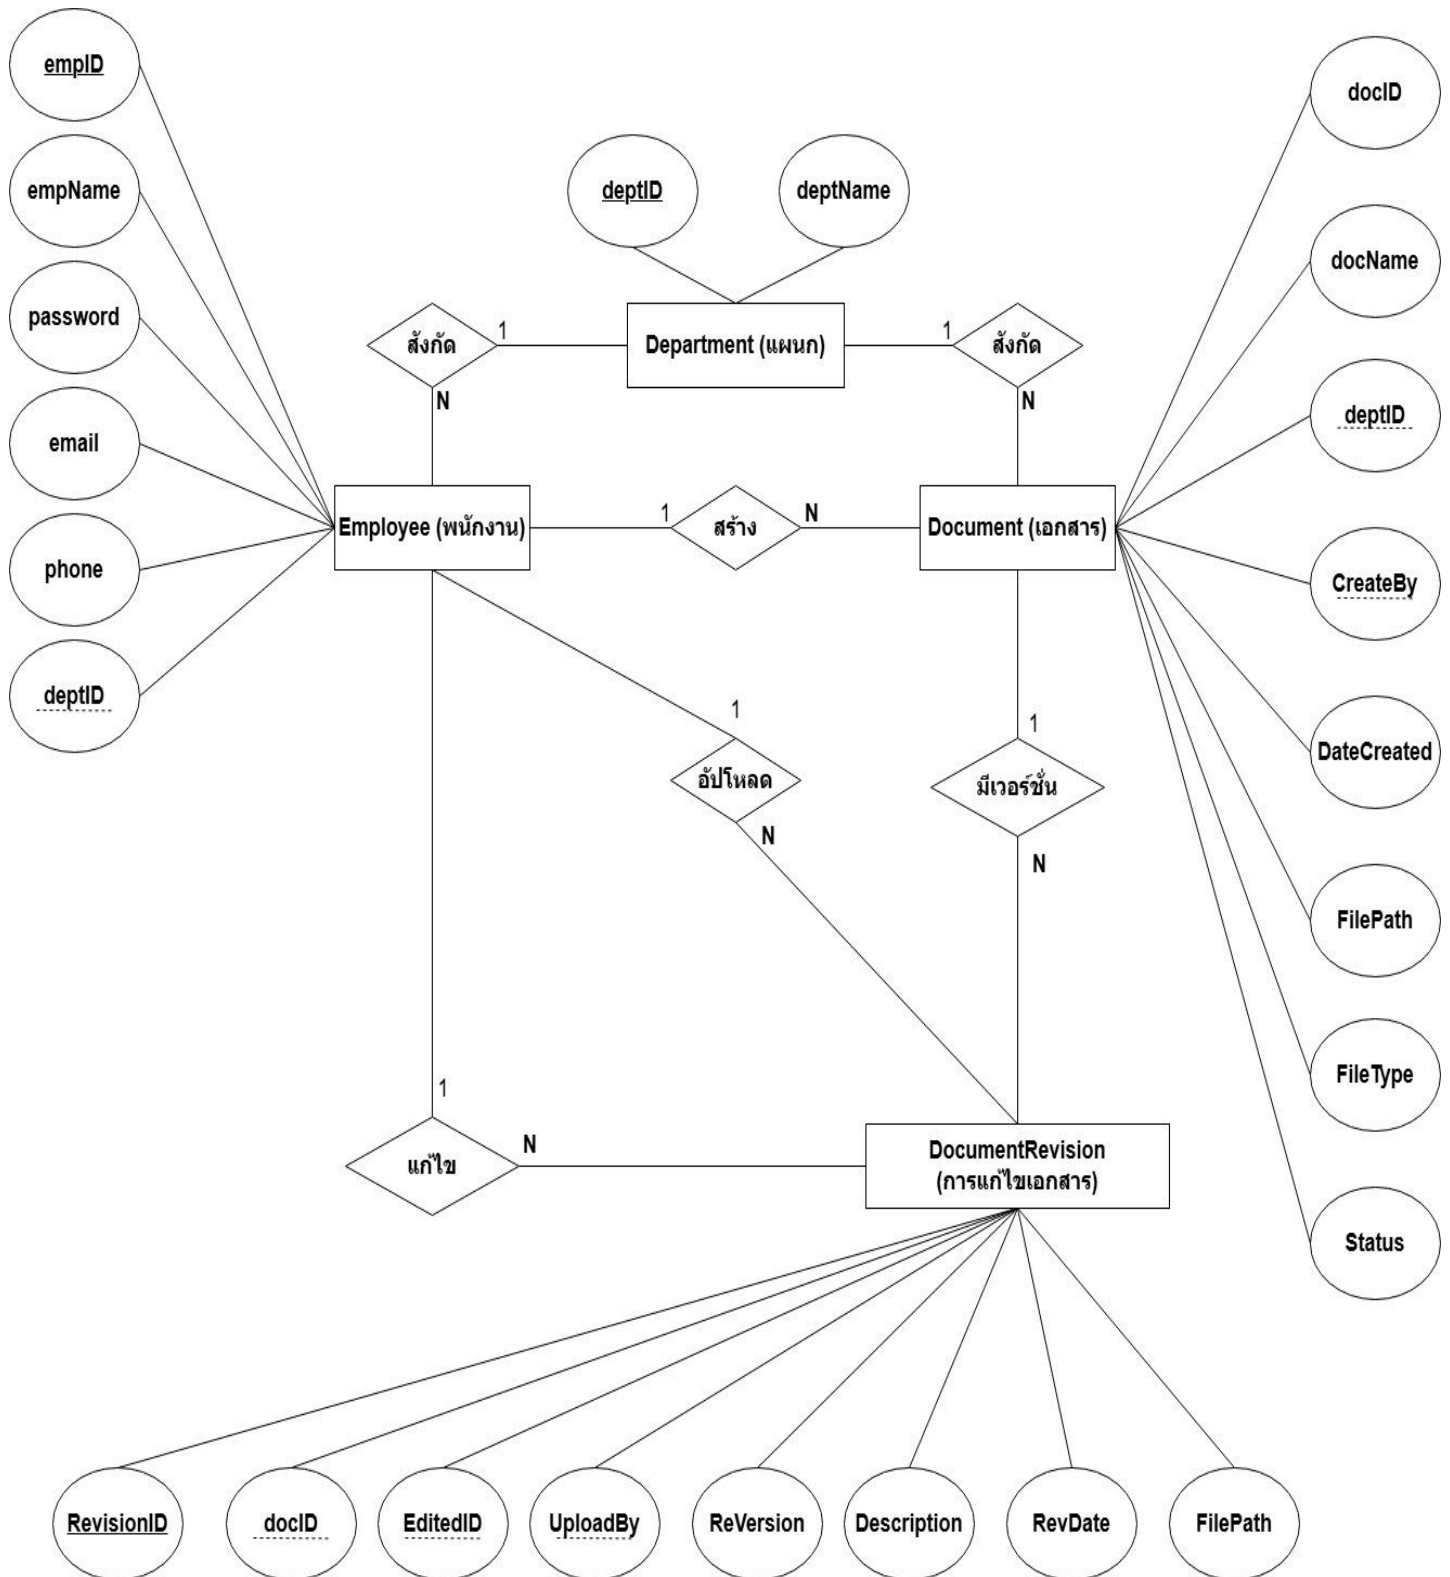 empID
docID
empName
deptID
deptName
docName
password
สังกัด
1
Department (แผนก)
1
สังกัด
N
N
deptID
email
Employee (พนักงาน)
1
สร้าง
N
Document (เอกสาร)
phone
CreateBy
deptID
1
1
DateCreated
อัปโหลด
มีเวอร์ชั่น
N
N
FilePath
FileType
1
แก้ไข
N
DocumentRevision
(การแก้ไขเอกสาร)
Status
RevisionID
docID
EditedID
UploadBy
ReVersion
Description
RevDate
FilePath